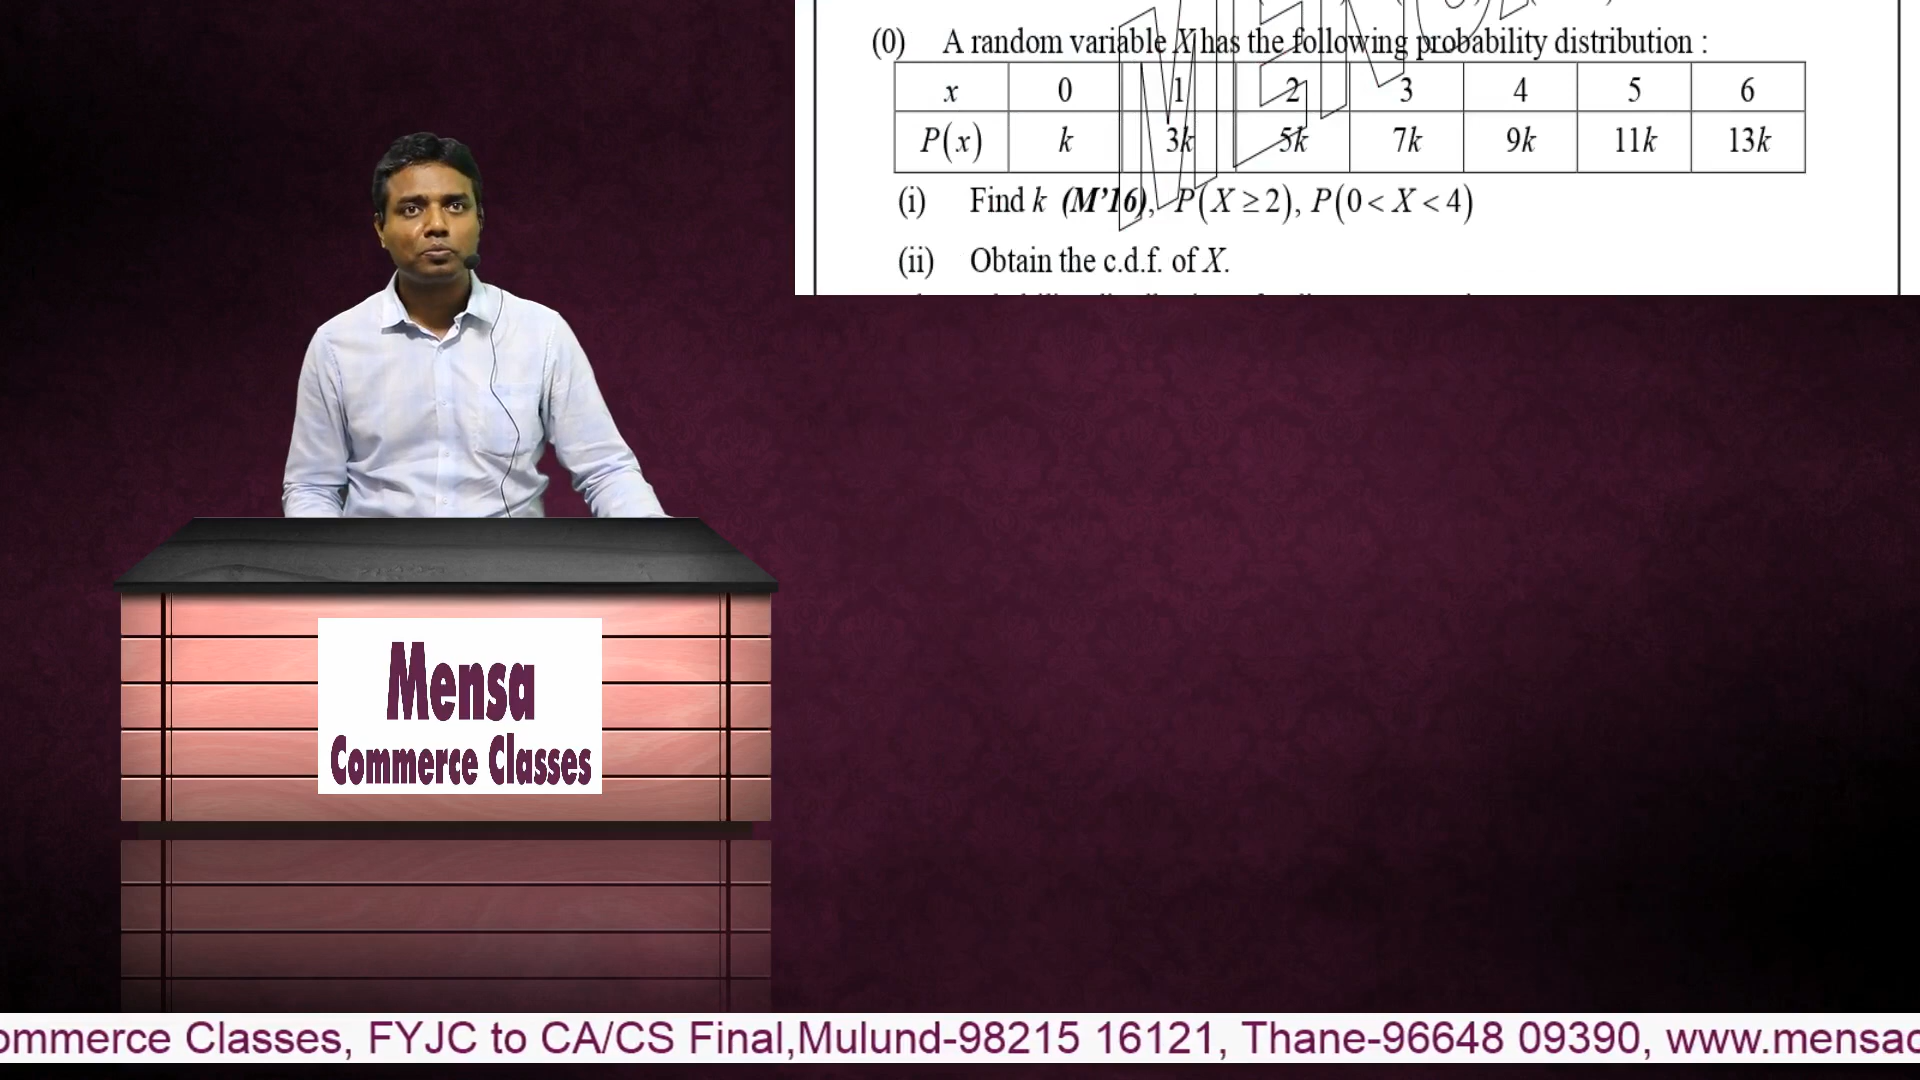 (0) A random variable X has the following probability distribution :
x 0 1 2 3 4 5 6
P(x) k 3k 5k 7k 9k 11k 13k
(i) Find k (M’16), P(X ≥ 2), P(0 < X < 4)
(ii) Obtain the c.d.f. of X.
Mensa
Commerce Classes
ommerce Classes, FYJC to CA/CS Final,Mulund-98215 16121, Thane-96648 09390, www.mensac